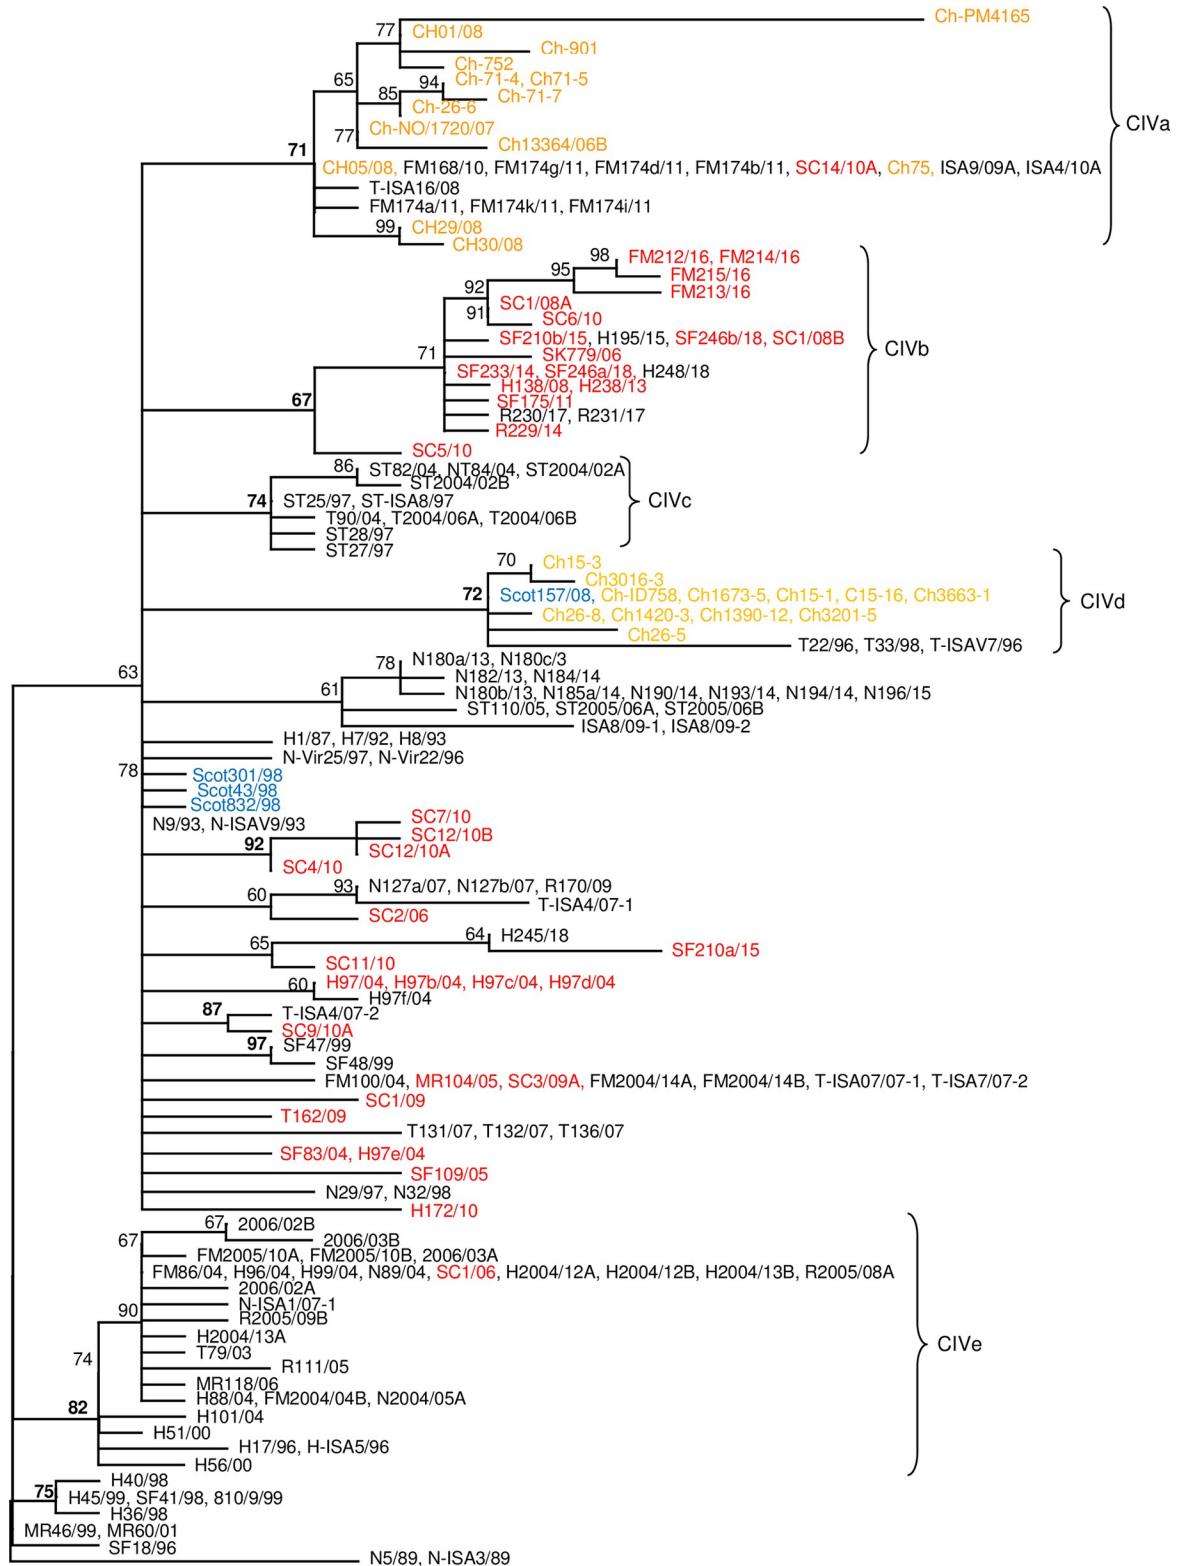 Ch-PM4165
77
CH01/08
Ch-901
Ch-752
65
Ch-71-4, Ch71-5
94
Ch-71-7
85
Ch-26-6
Ch-NO/1720/07
77
Ch13364/06B
CIVa
71
CH05/08, FM168/10, FM174g/11, FM174d/11, FM174b/11, SC14/10A, Ch75, ISA9/09A, ISA4/10A
T-ISA16/08
FM174a/11, FM174k/11, FM174i/11
99
CH29/08
CH30/08
98
FM212/16, FM214/16
95
FM215/16
92
FM213/16
SC1/08A
91
SC6/10
SF210b/15, H195/15, SF246b/18, SC1/08B
CIVb
71
SK779/06
SF233/14, SF246a/18, H248/18
H138/08, H238/13
67
SF175/11
R230/17, R231/17
R229/14
SC5/10
86
ST82/04, NT84/04, ST2004/02A
ST2004/02B
74
ST25/97, ST-ISA8/97
CIVc
T90/04, T2004/06A, T2004/06B
ST28/97
ST27/97
70
Ch15-3
Ch3016-3
72
Scot157/08, Ch-ID758, Ch1673-5, Ch15-1, C15-16, Ch3663-1
CIVd
Ch26-8, Ch1420-3, Ch1390-12, Ch3201-5
Ch26-5
T22/96, T33/98, T-ISAV7/96
63
78
N180a/13, N180c/3
N182/13, N184/14
61
N180b/13, N185a/14, N190/14, N193/14, N194/14, N196/15
ST110/05, ST2005/06A, ST2005/06B
ISA8/09-1, ISA8/09-2
H1/87, H7/92, H8/93
N-Vir25/97, N-Vir22/96
78
Scot301/98
Scot43/98
Scot832/98
N9/93, N-ISAV9/93
SC7/10
SC12/10B
92
SC12/10A
SC4/10
93
N127a/07, N127b/07, R170/09
60
T-ISA4/07-1
SC2/06
64
H245/18
65
SF210a/15
SC11/10
60
H97/04, H97b/04, H97c/04, H97d/04
H97f/04
87
T-ISA4/07-2
SC9/10A
97
SF47/99
SF48/99
FM100/04, MR104/05, SC3/09A, FM2004/14A, FM2004/14B, T-ISA07/07-1, T-ISA7/07-2
SC1/09
T162/09
T131/07, T132/07, T136/07
SF83/04, H97e/04
SF109/05
N29/97, N32/98
H172/10
67
2006/02B
67
2006/03B
FM2005/10A, FM2005/10B, 2006/03A
FM86/04, H96/04, H99/04, N89/04, SC1/06, H2004/12A, H2004/12B, H2004/13B, R2005/08A
2006/02A
90
N-ISA1/07-1
R2005/09B
H2004/13A
CIVe
74
T79/03
R111/05
MR118/06
H88/04, FM2004/04B, N2004/05A
82
H101/04
H51/00
H17/96, H-ISA5/96
H56/00
75
H40/98
H45/99, SF41/98, 810/9/99
H36/98
MR46/99, MR60/01
SF18/96
N5/89, N-ISA3/89